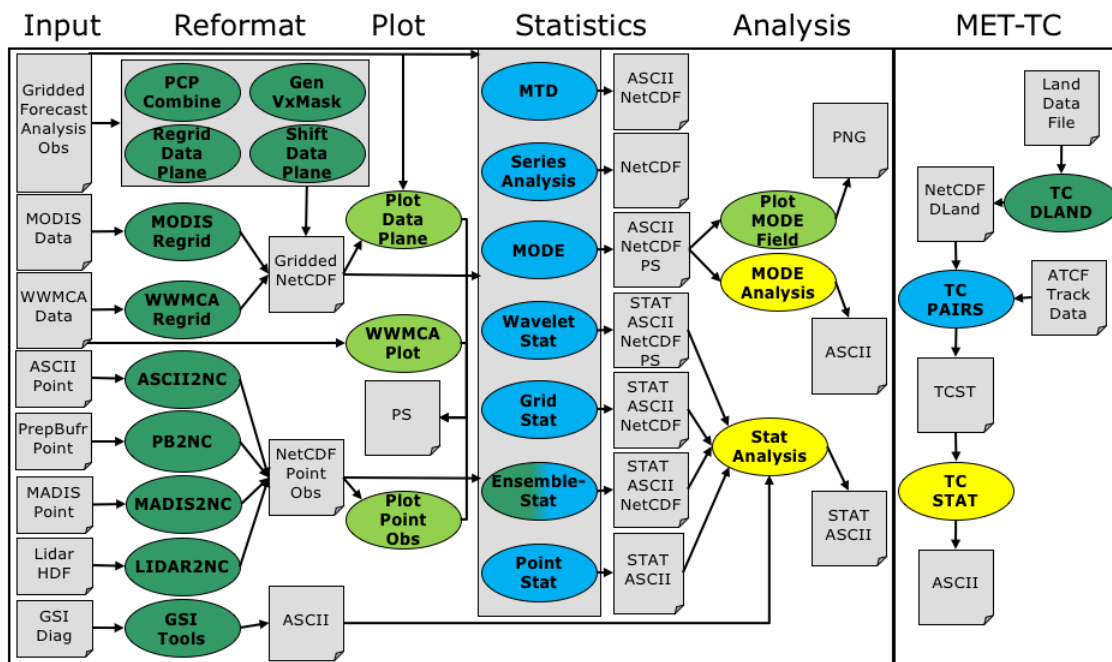 Input
Reformat
Plot
Statistics
Analysis
MET-TC
Gridded
Forecast
Analysis
Obs
PCP
Combine
Gen
VxMask
Regrid
Data
Plane
Shift
Data
Plane
MODIS
Data
MODIS
Regrid
WWMCA
Data
WWMCA
Regrid
Gridded
NetCDF
ASCII
Point
ASCII2NC
PrepBufr
Point
PB2NC
MADIS
Point
MADIS2NC
Lidar
HDF
LIDAR2NC
GSI
Diag
GSI
Tools
NetCDF
Point
Obs
ASCII
Plot
Data
Plane
WWMCA
Plot
PS
Plot
Point
Obs
MTD
ASCII
NetCDF
Series
Analysis
NetCDF
MODE
ASCII
NetCDF
PS
Wavelet
Stat
STAT
ASCII
NetCDF
PS
Grid
Stat
STAT
ASCII
NetCDF
Ensemble-
Stat
STAT
ASCII
NetCDF
Point
Stat
STAT
ASCII
PNG
Plot
MODE
Field
MODE
Analysis
ASCII
Stat
Analysis
STAT
ASCII
Land
Data
File
NetCDF
DLand
TC
DLAND
TC
PAIRS
ATCF
Track
Data
TCST
TC
STAT
ASCII